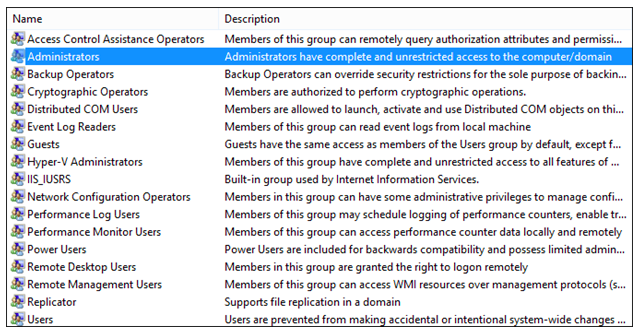 Name Description
Access Control Assistance Operators Members of this group can remotely query authorization attributes and permissi...
Administrators Administrators have complete and unrestricted access to the computer/domain
Backup Operators Backup Operators can override security restrictions for the sole purpose of backin...
Cryptographic Operators Members are authorized to perform cryptographic operations.
Distributed COM Users Members are allowed to launch, activate and use Distributed COM objects on thi...
Event Log Readers Members of this group can read event logs from local machine
Guests Guests have the same access as members of the Users group by default, except f...
Hyper-V Administrators Members of this group have complete and unrestricted access to all features of ...
IIS_IUSRS Built-in group used by Internet Information Services.
Network Configuration Operators Members in this group can have some administrative privileges to manage confi...
Performance Log Users Members of this group may schedule logging of performance counters, enable tr...
Performance Monitor Users Members of this group can access performance counter data locally and remotely
Power Users Power Users are included for backwards compatibility and possess limited admin...
Remote Desktop Users Members in this group are granted the right to logon remotely
Remote Management Users Members of this group can access WMI resources over management protocols (s...
Replicator Supports file replication in a domain
Users Users are prevented from making accidental or intentional system-wide changes ...